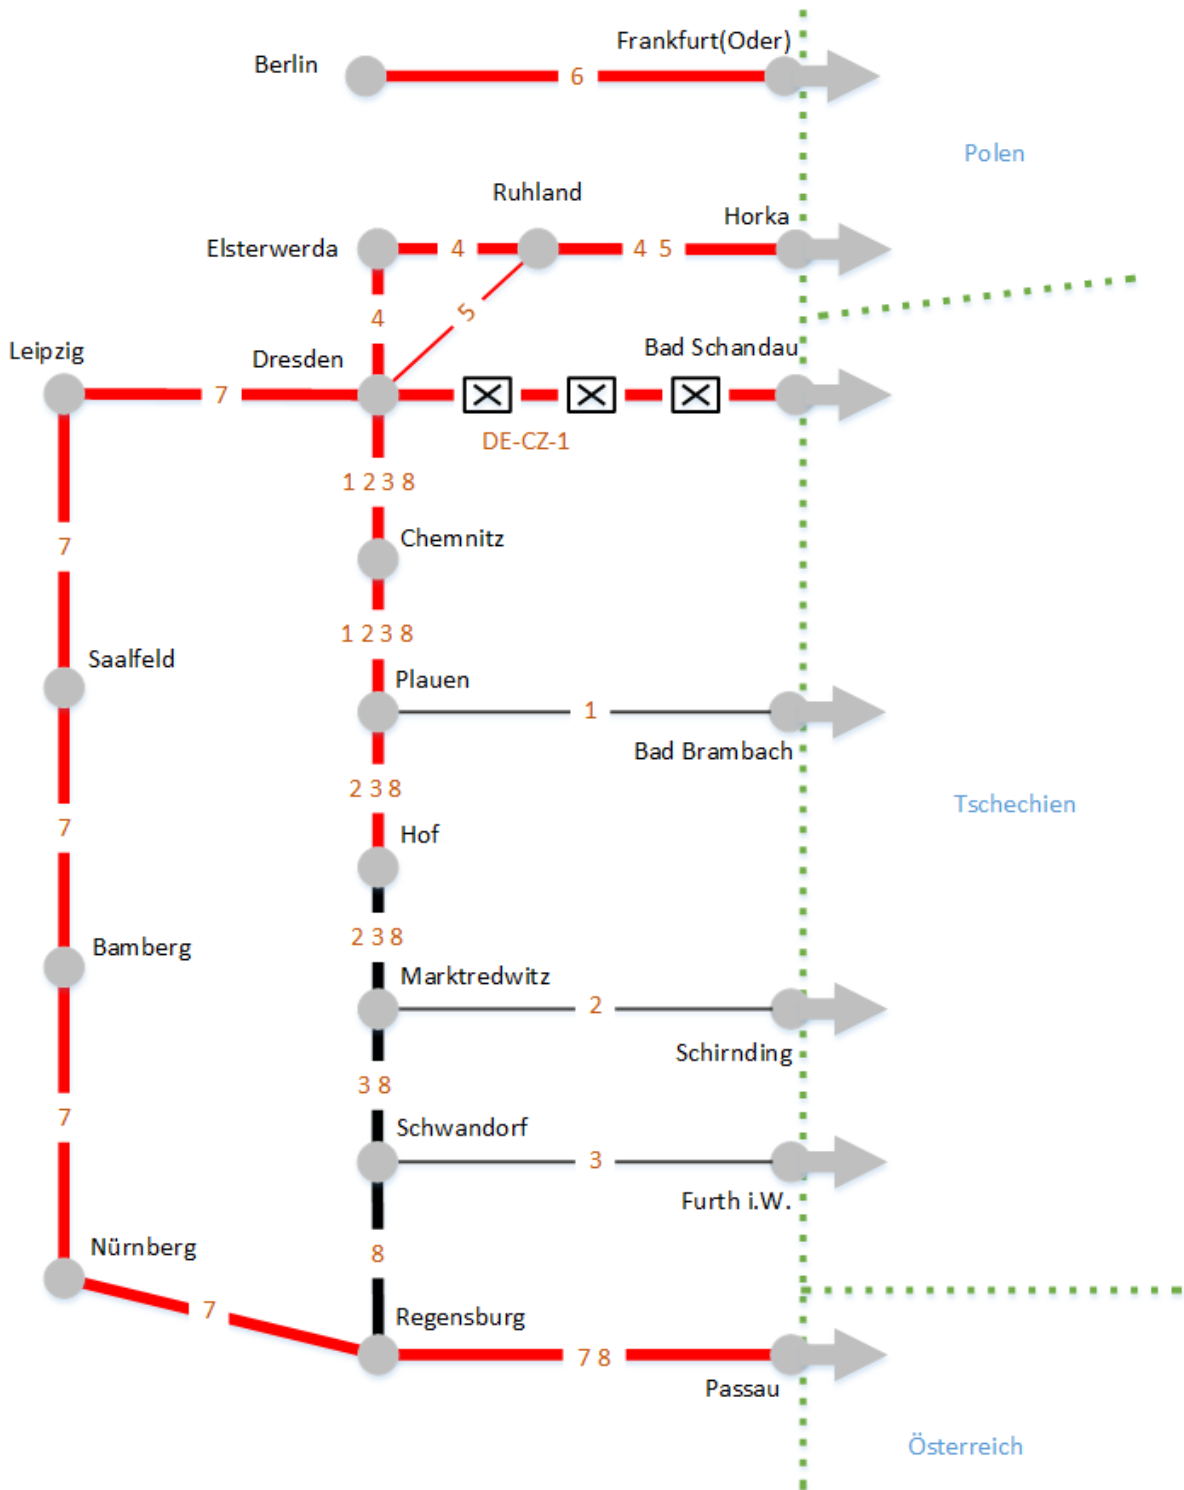 Frankfurt(Oder)
Berlin
6
Polen
Ruhland
Horka
Elsterwerda
4
4 5
4
5
Leipzig
Dresden
Bad Schandau
7
DE-CZ-1
1 2 3 8
Chemnitz
7
1 2 3 8
Saalfeld
Plauen
1
Bad Brambach
2 3 8
Tschechien
7
Hof
2 3 8
Bamberg
Marktredwitz
2
Schirnding
3 8
7
Schwandorf
3
Furth i.W.
Nürnberg
8
7
Regensburg
7 8
Passau
Österreich